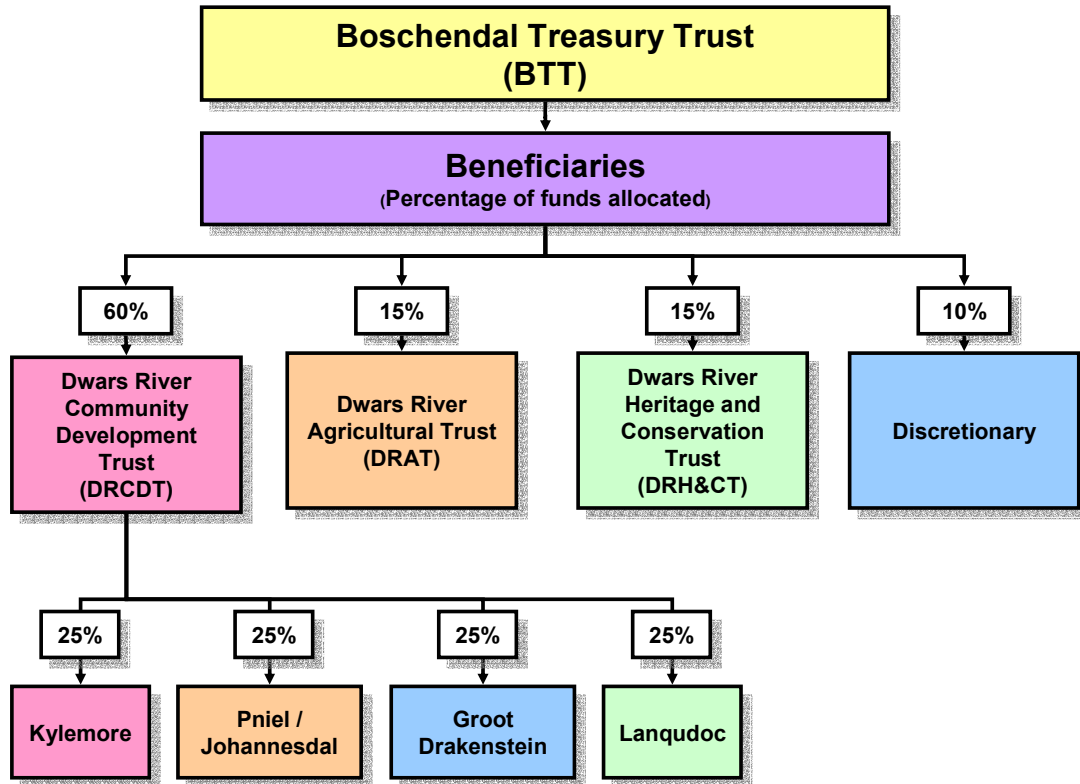 Boschendal Treasury Trust
(BTT)
Beneficiaries
(Percentage of funds allocated)
60%
15%
15%
10%
Dwars River
Community
Development
Trust
(DRCDT)
Dwars River
Agricultural Trust
(DRAT)
Dwars River
Heritage and
Conservation
Trust
(DRH&CT)
Discretionary
25%
25%
25%
25%
Kylemore
Pniel /
Johannesdal
Groot
Drakenstein
Lanqudoc